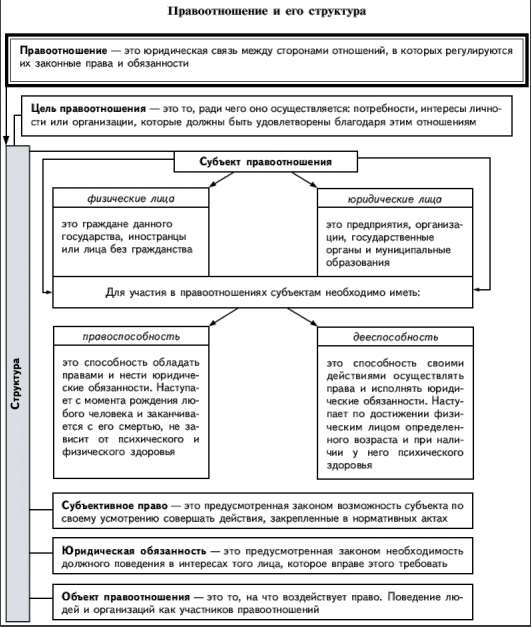 Правоотношение и его структура
Правоотношение — это юридическая связь между сторонами отношений, в которых регулируются
их законные права и обязанности
Цель правоотношения — это то, ради чего оно осуществляется: потребности, интересы лично-
сти или организации, которые должны быть удовлетворены благодаря этим отношениям
Структура
Субъект правоотношения
физические лица
это граждане данного
государства, иностранцы
или лица без гражданства
юридические лица
это предприятия, организа-
ции, государственные
органы и муниципальные
образования
Для участия в правоотношениях субъектам необходимо иметь:
правоспособность
это способность обладать
правами и нести юридиче-
ские обязанности. Наступа-
ет с момента рождения лю-
бого человека и заканчива-
ется с его смертью, не за-
висит от психического и
физического здоровья
дееспособность
это способность своими
действиями осуществлять
права и исполнять юриди-
ческие обязанности. Насту-
пает по достижении физи-
ческим лицом определен-
ного возраста и при нали-
чии у него психического
здоровья
Субъективное право — это предусмотренная законом возможность субъекта по
своему усмотрению совершать действия, закрепленные в нормативных актах
Юридическая обязанность — это предусмотренная законом необходимость
должного поведения в интересах того лица, которое вправе этого требовать
Объект правоотношения — это то, на что воздействует право. Поведение лю-
дей и организаций как участников правоотношений